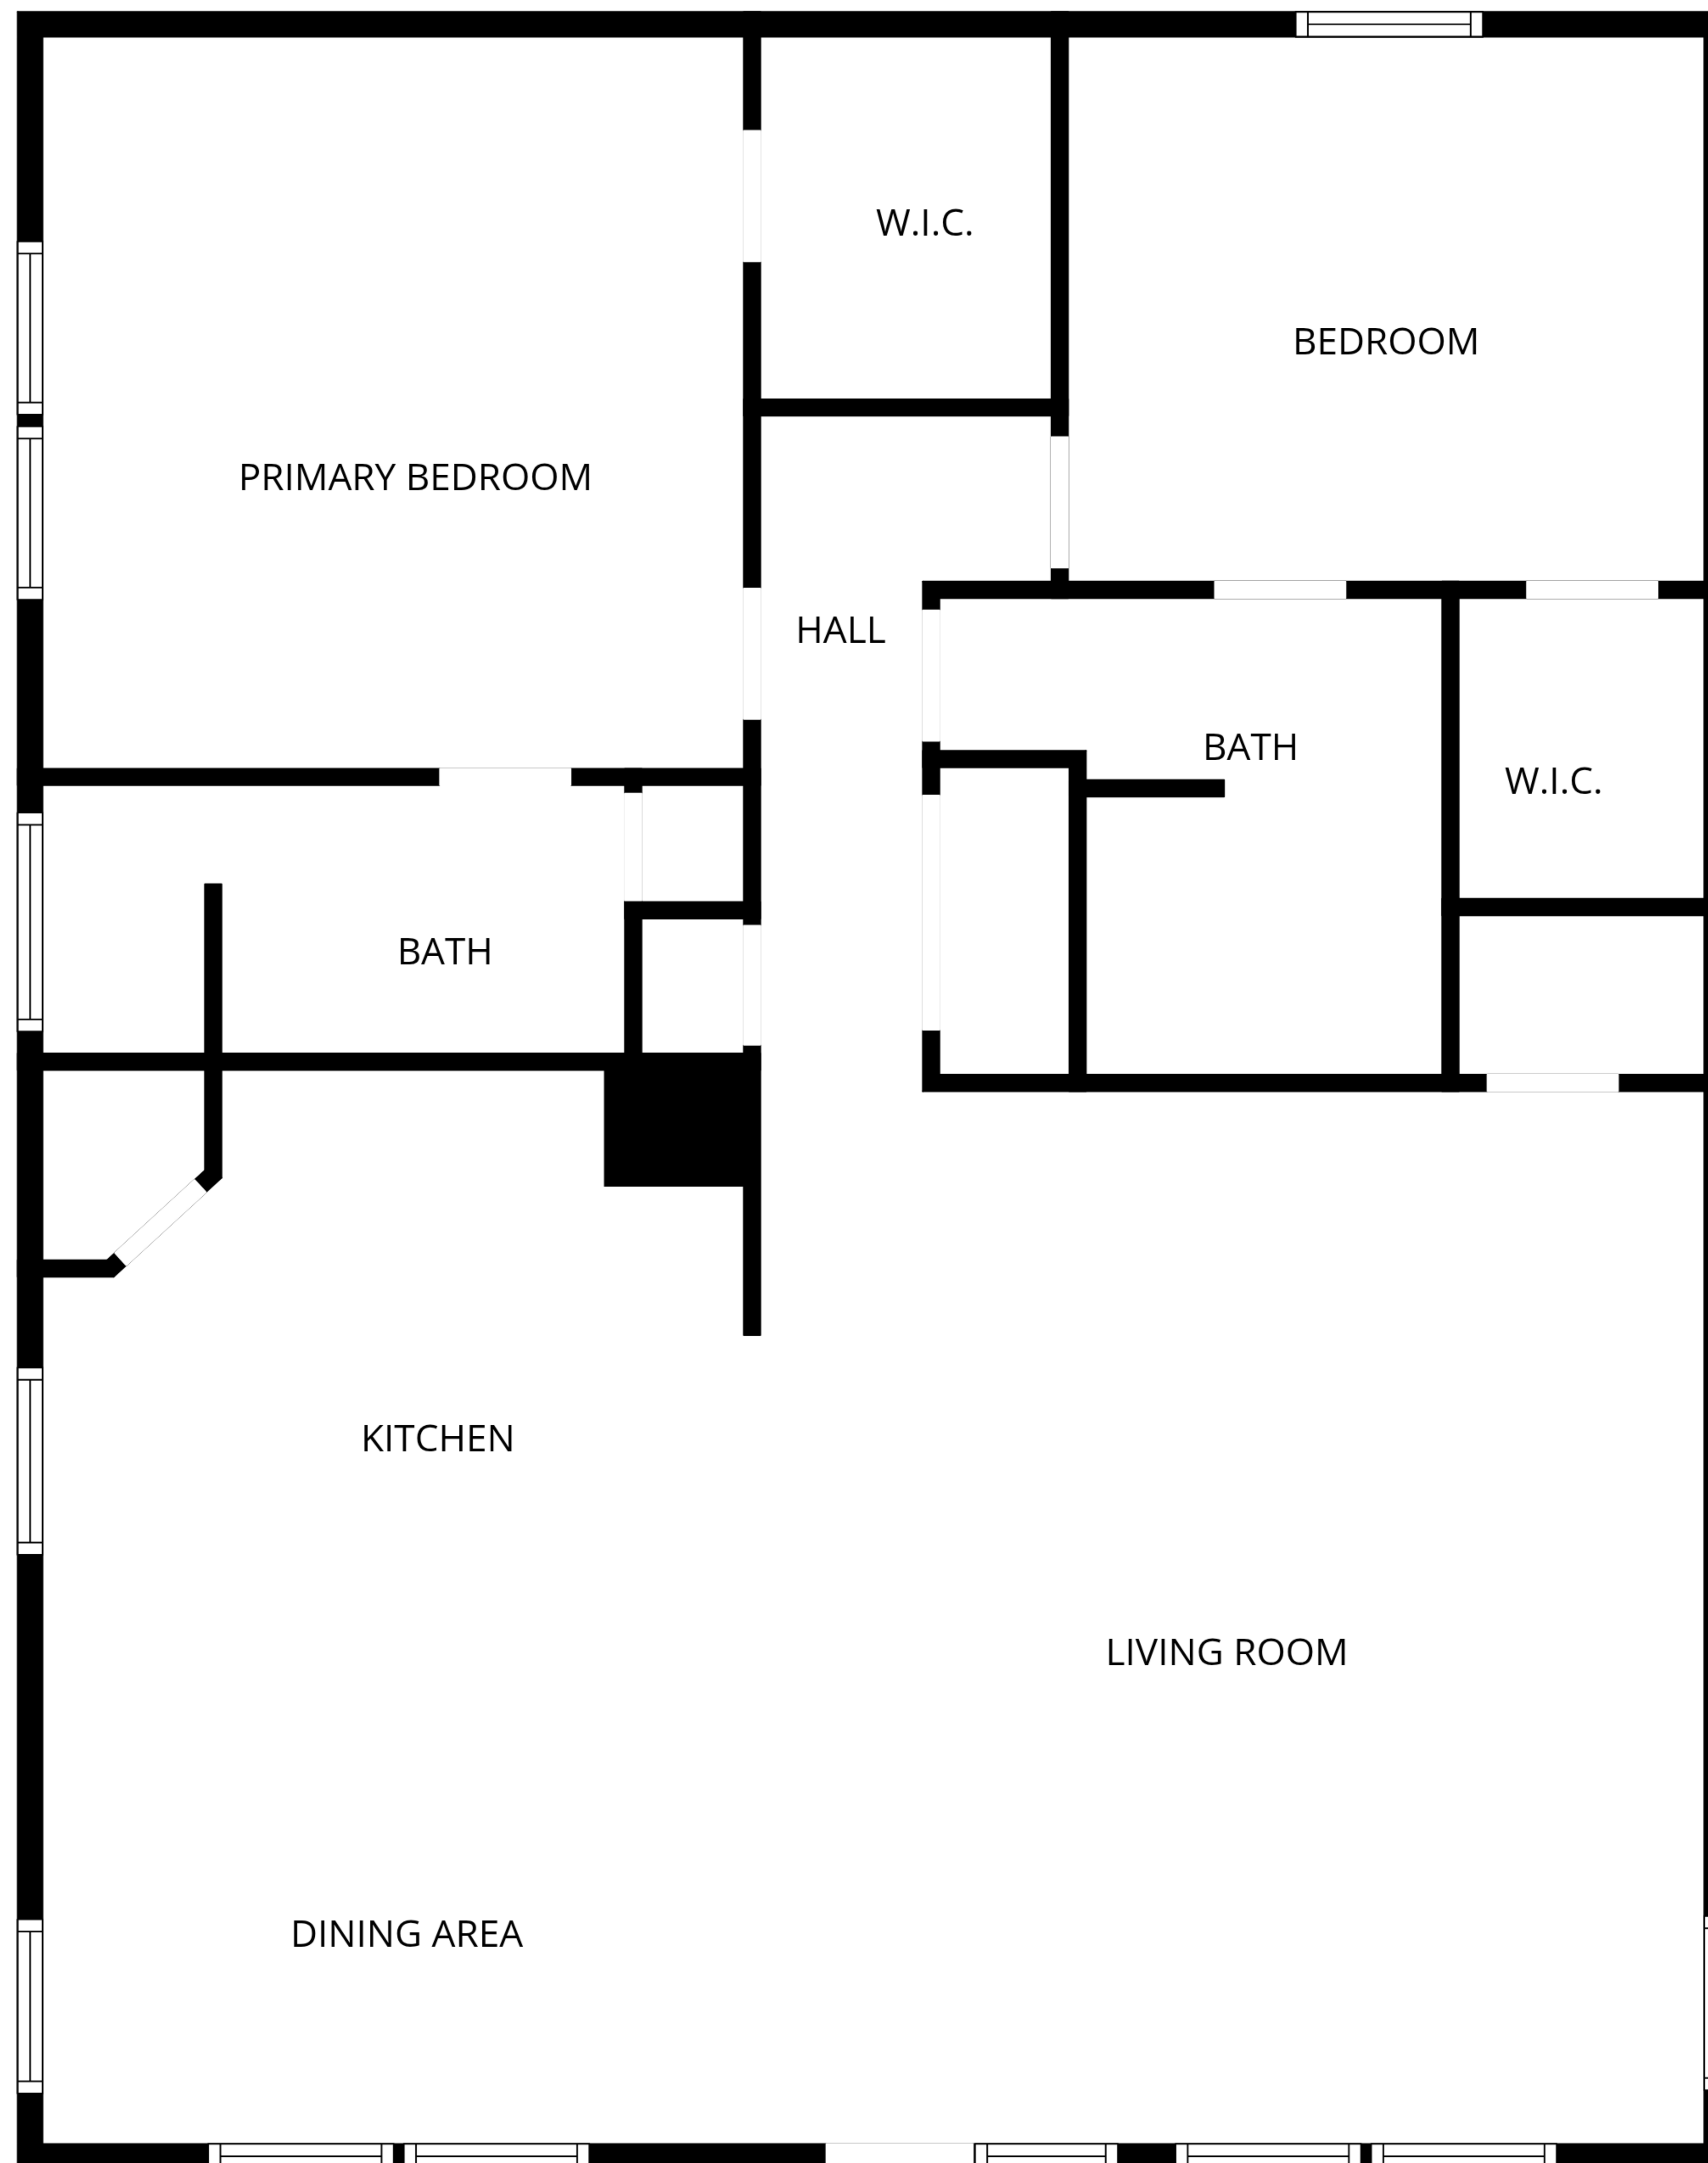 W.I.C.
BEDROOM
PRIMARY BEDROOM
HALL
BATH
W.I.C.
BATH
KITCHEN
LIVING ROOM
DINING AREA